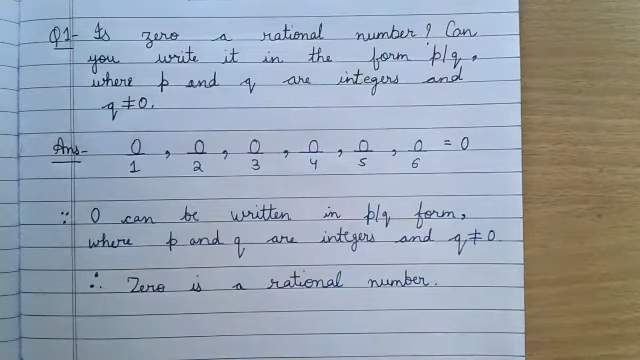 Q1- Is zero a rational number? Can
you write it in the form p/q,
where p and q are integers and
q ≠ 0.
Ans- 0/1, 0/2, 0/3, 0/4, 0/5, 0/6 = 0
∵ 0 can be written in p/q form,
where p and q are integers and q ≠ 0.
∴ Zero is a rational number.